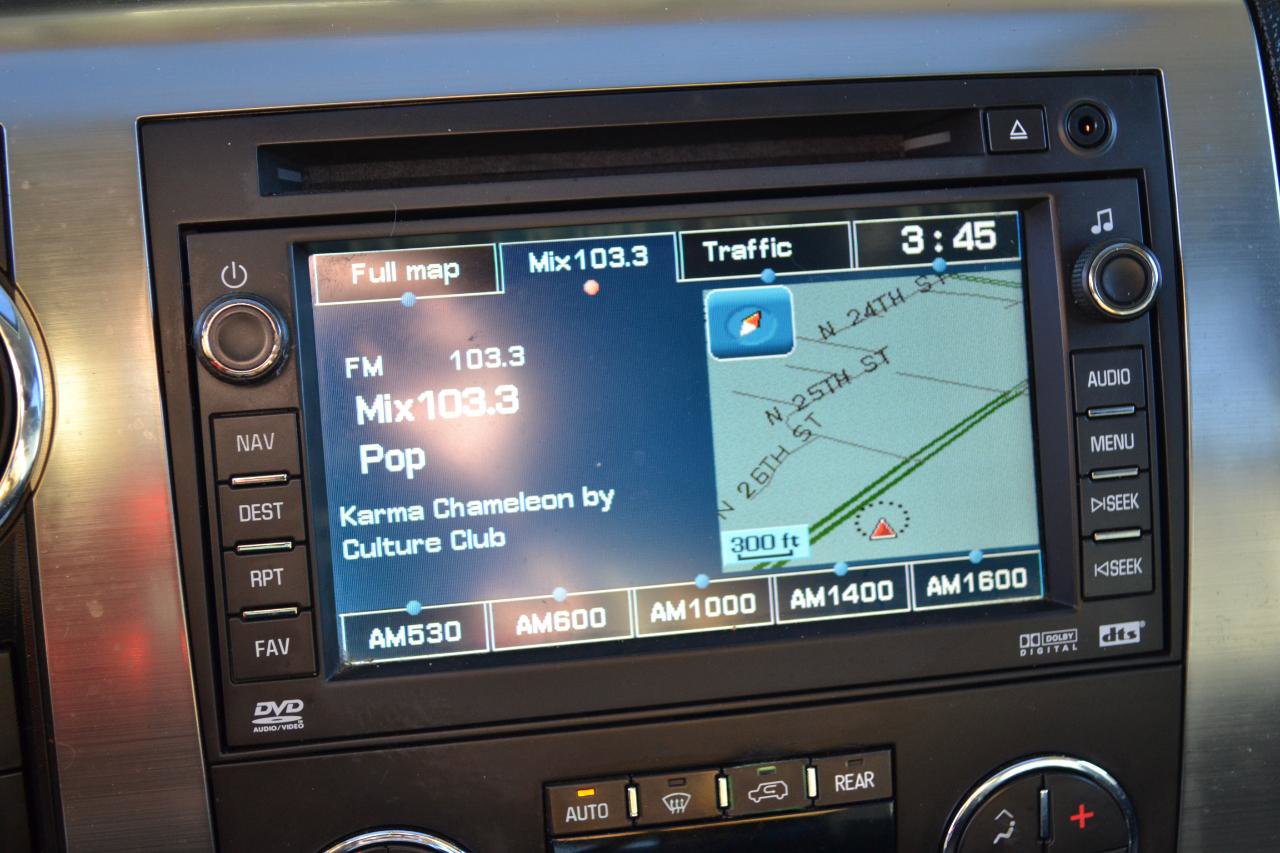 Full map
Mix103.3
Traffic
3:45
FM 103.3
Mix103.3
Pop
Karma Chameleon by
Culture Club
N 24TH ST
N 25TH ST
N 26TH ST
300 ft
AM530
AM600
AM1000
AM1400
AM1600
NAV
DEST
RPT
FAV
AUDIO
MENU
SEEK
SEEK
DVD
AUDIO/VIDEO
DOLBY
DIGITAL
dts
AUTO
REAR